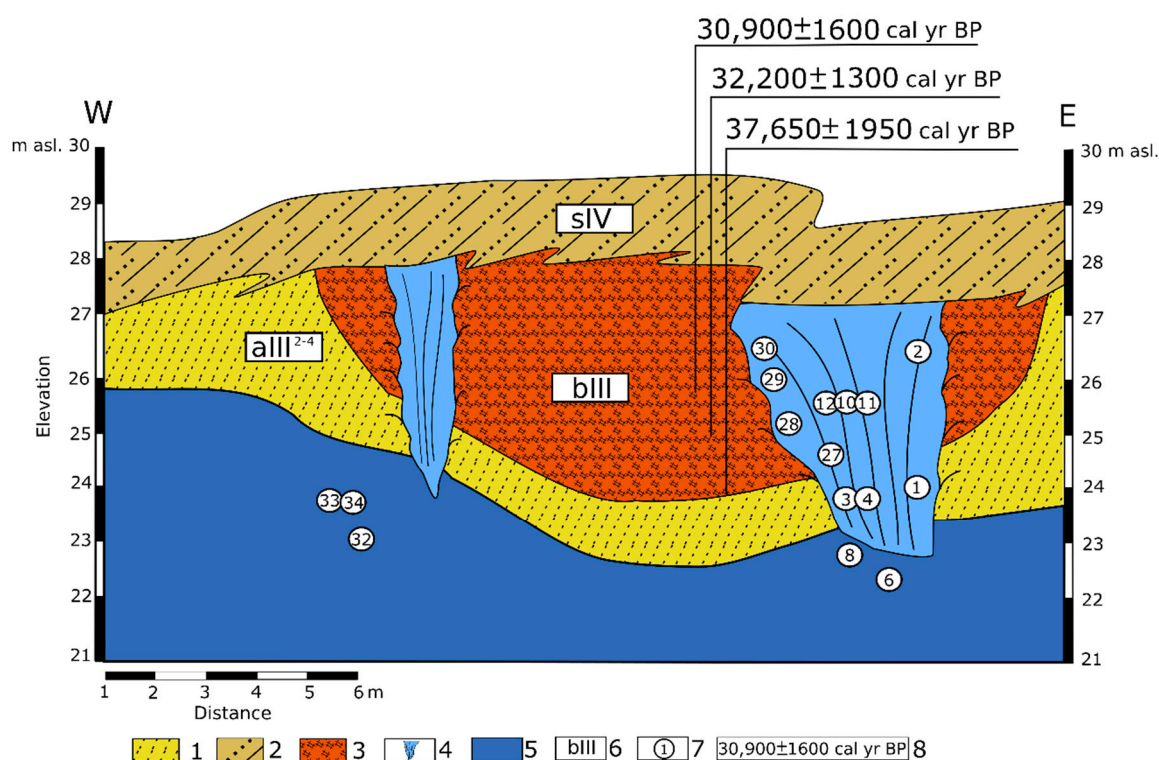 30,900±1600 cal yr BP
32,200±1300 cal yr BP
37,650±1950 cal yr BP
W
E
m asl. 30
30 m asl.
29
29
sIV
28
28
27
27
aIII 2-4
30
2
26
29
bIII
26
12 10 11
28
25
25
27
24
33 34
3 4
1
24
32
23
8
23
6
22
22
21
21
Elevation
1 2 3 4 5 6 m
Distance
1 2 3 4 5 bIII 6 1 7 30,900±1600 cal yr BP 8